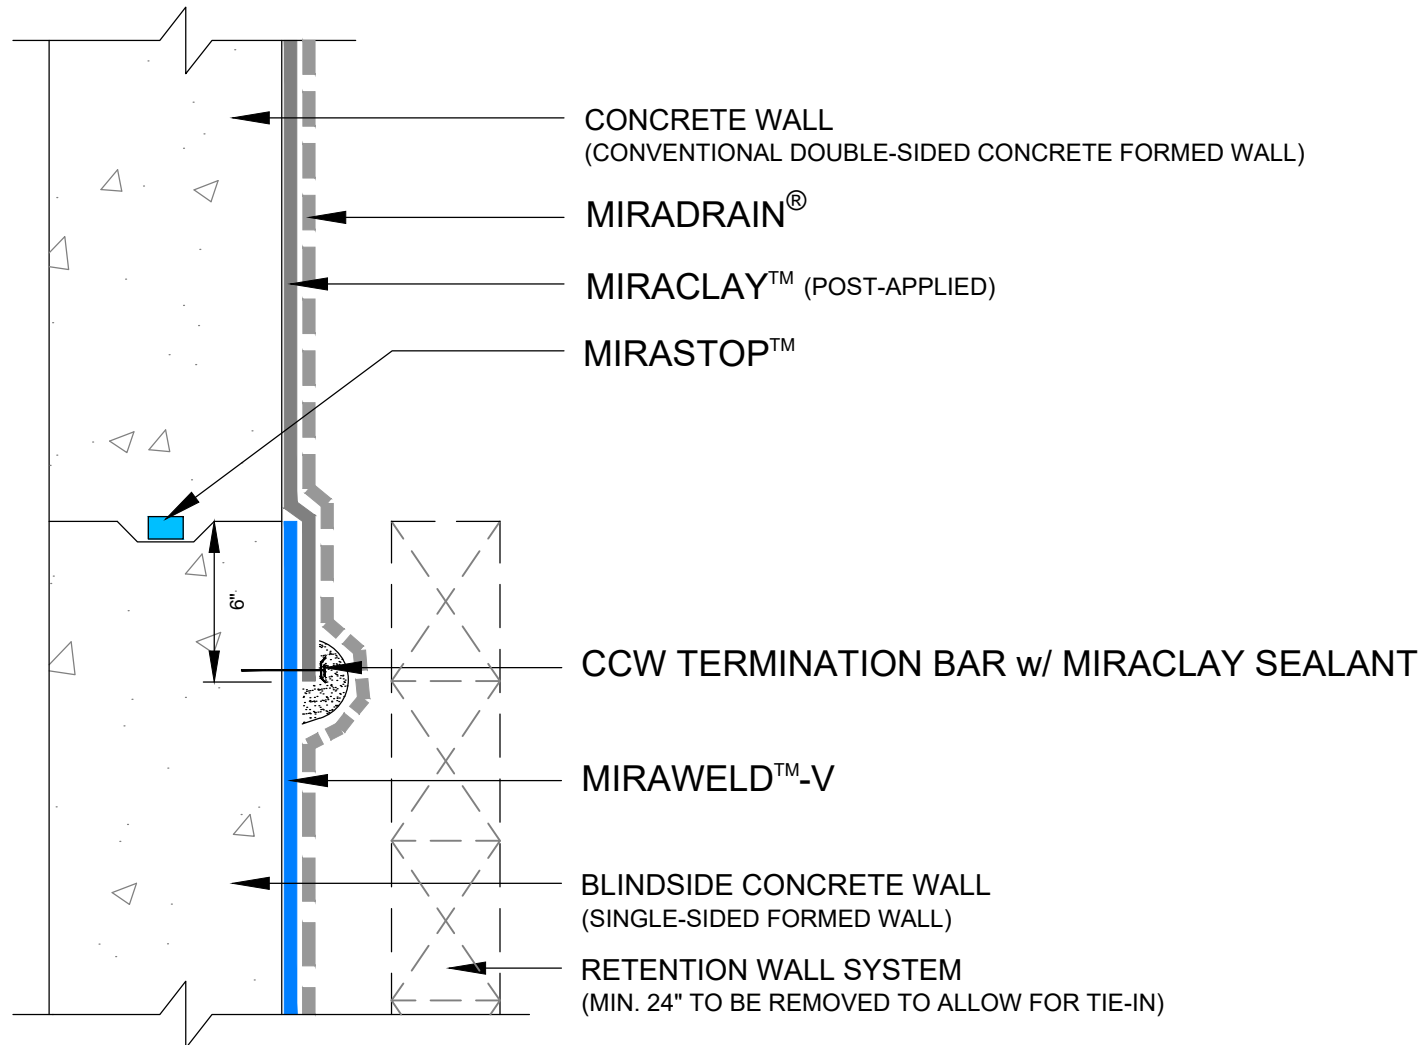 CONCRETE WALL
(CONVENTIONAL DOUBLE-SIDED CONCRETE FORMED WALL)
MIRADRAIN®
MIRACLAY™ (POST-APPLIED)
MIRASTOP™
6"
CCW TERMINATION BAR w/ MIRACLAY SEALANT
MIRAWELD™-V
BLINDSIDE CONCRETE WALL
(SINGLE-SIDED FORMED WALL)
RETENTION WALL SYSTEM
(MIN. 24" TO BE REMOVED TO ALLOW FOR TIE-IN)